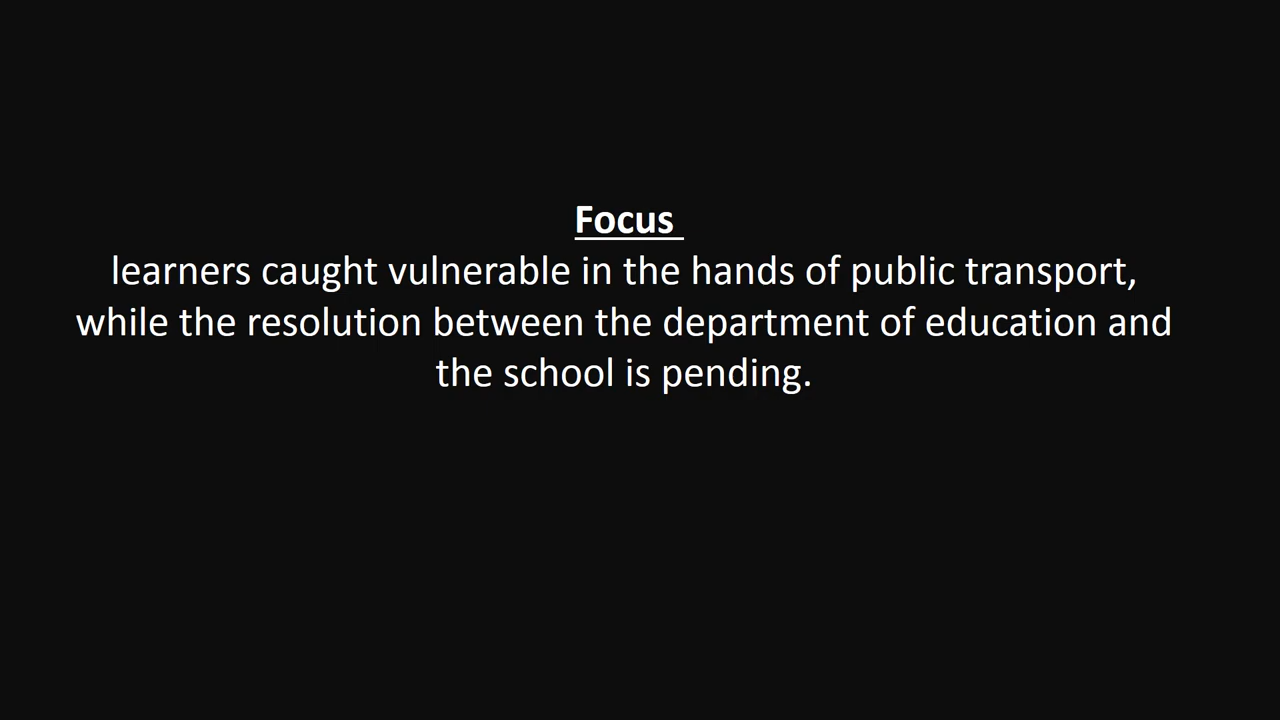 Focus
learners caught vulnerable in the hands of public transport,
while the resolution between the department of education and
the school is pending.